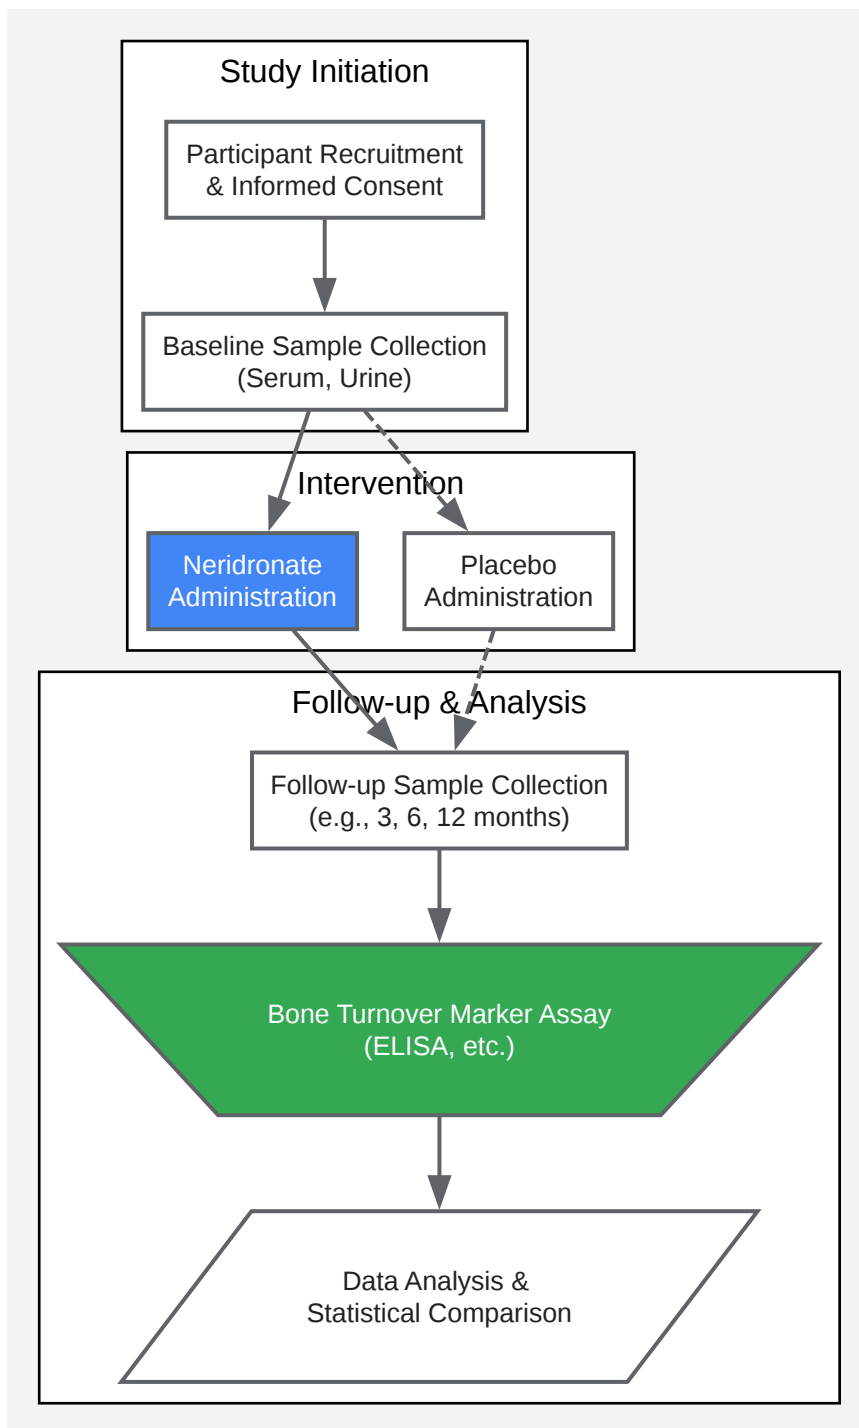 Study Initiation
Participant Recruitment
& Informed Consent
Baseline Sample Collection
(Serum, Urine)
Intervention
Neridronate
Administration
Placebo
Administration
Follow-up & Analysis
Follow-up Sample Collection
(e.g., 3, 6, 12 months)
Bone Turnover Marker Assay
(ELISA, etc.)
Data Analysis &
Statistical Comparison